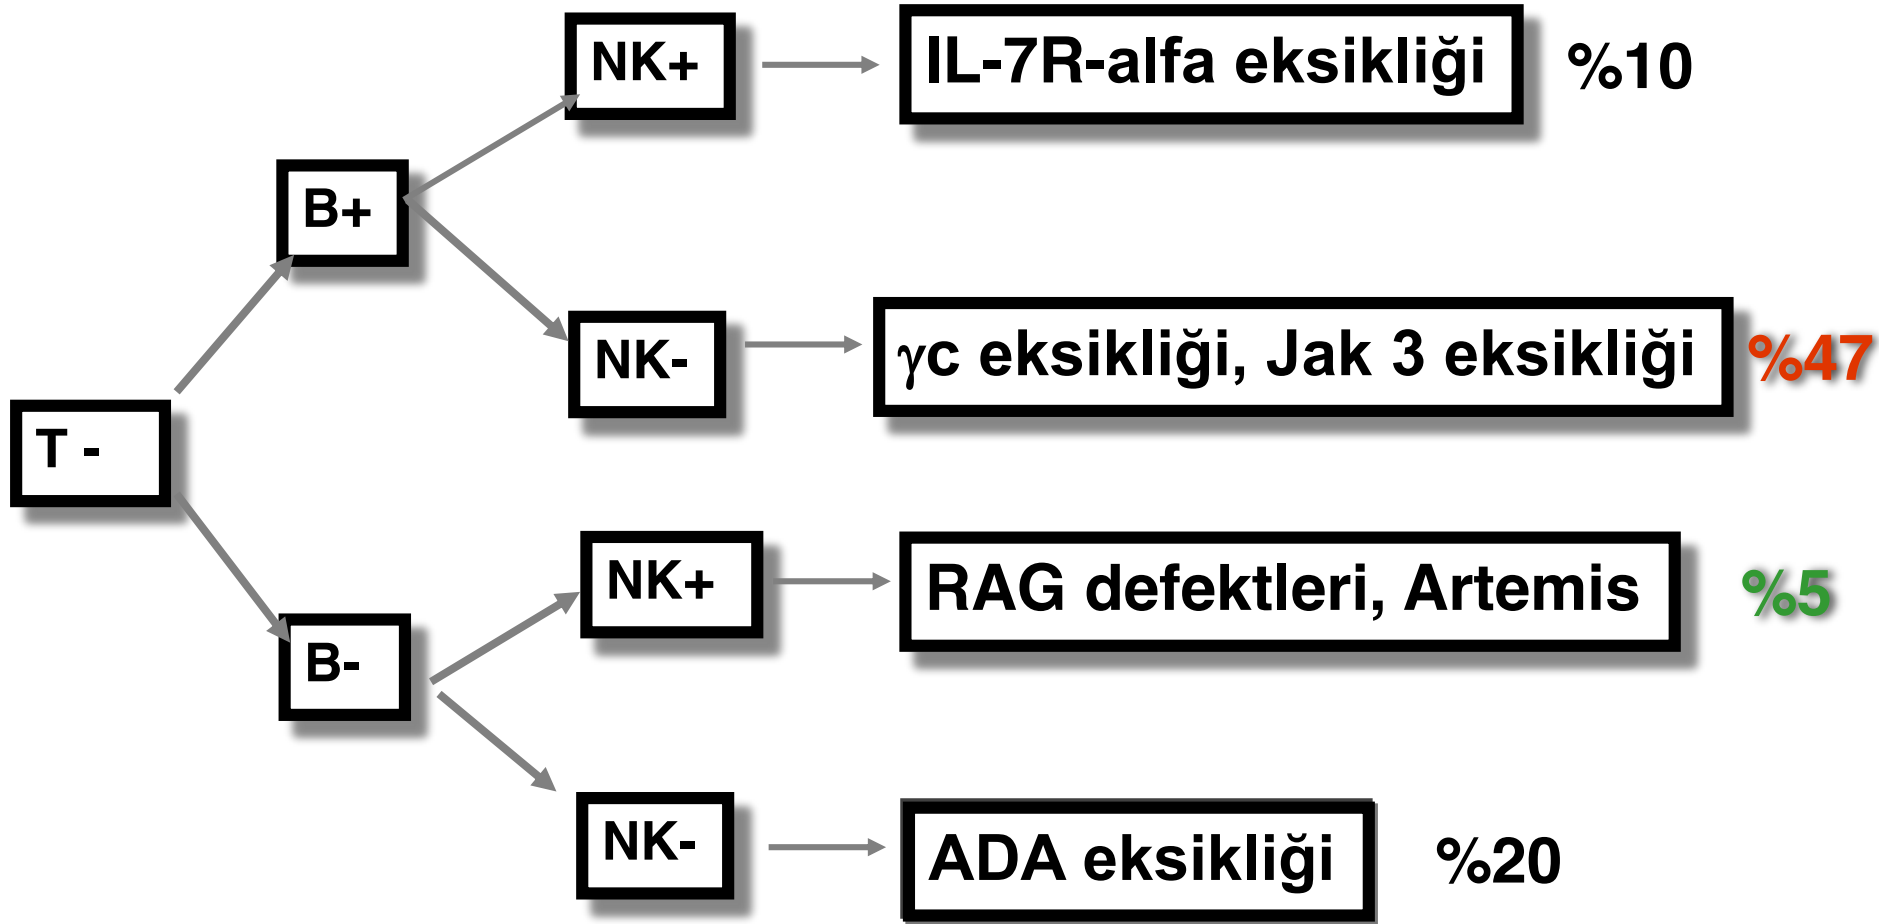 NK+
IL-7R-alfa eksikliği
%10
B+
NK-
γc eksikliği, Jak 3 eksikliği
%47
T -
NK+
RAG defektleri, Artemis
%5
B-
NK-
ADA eksikliği
%20